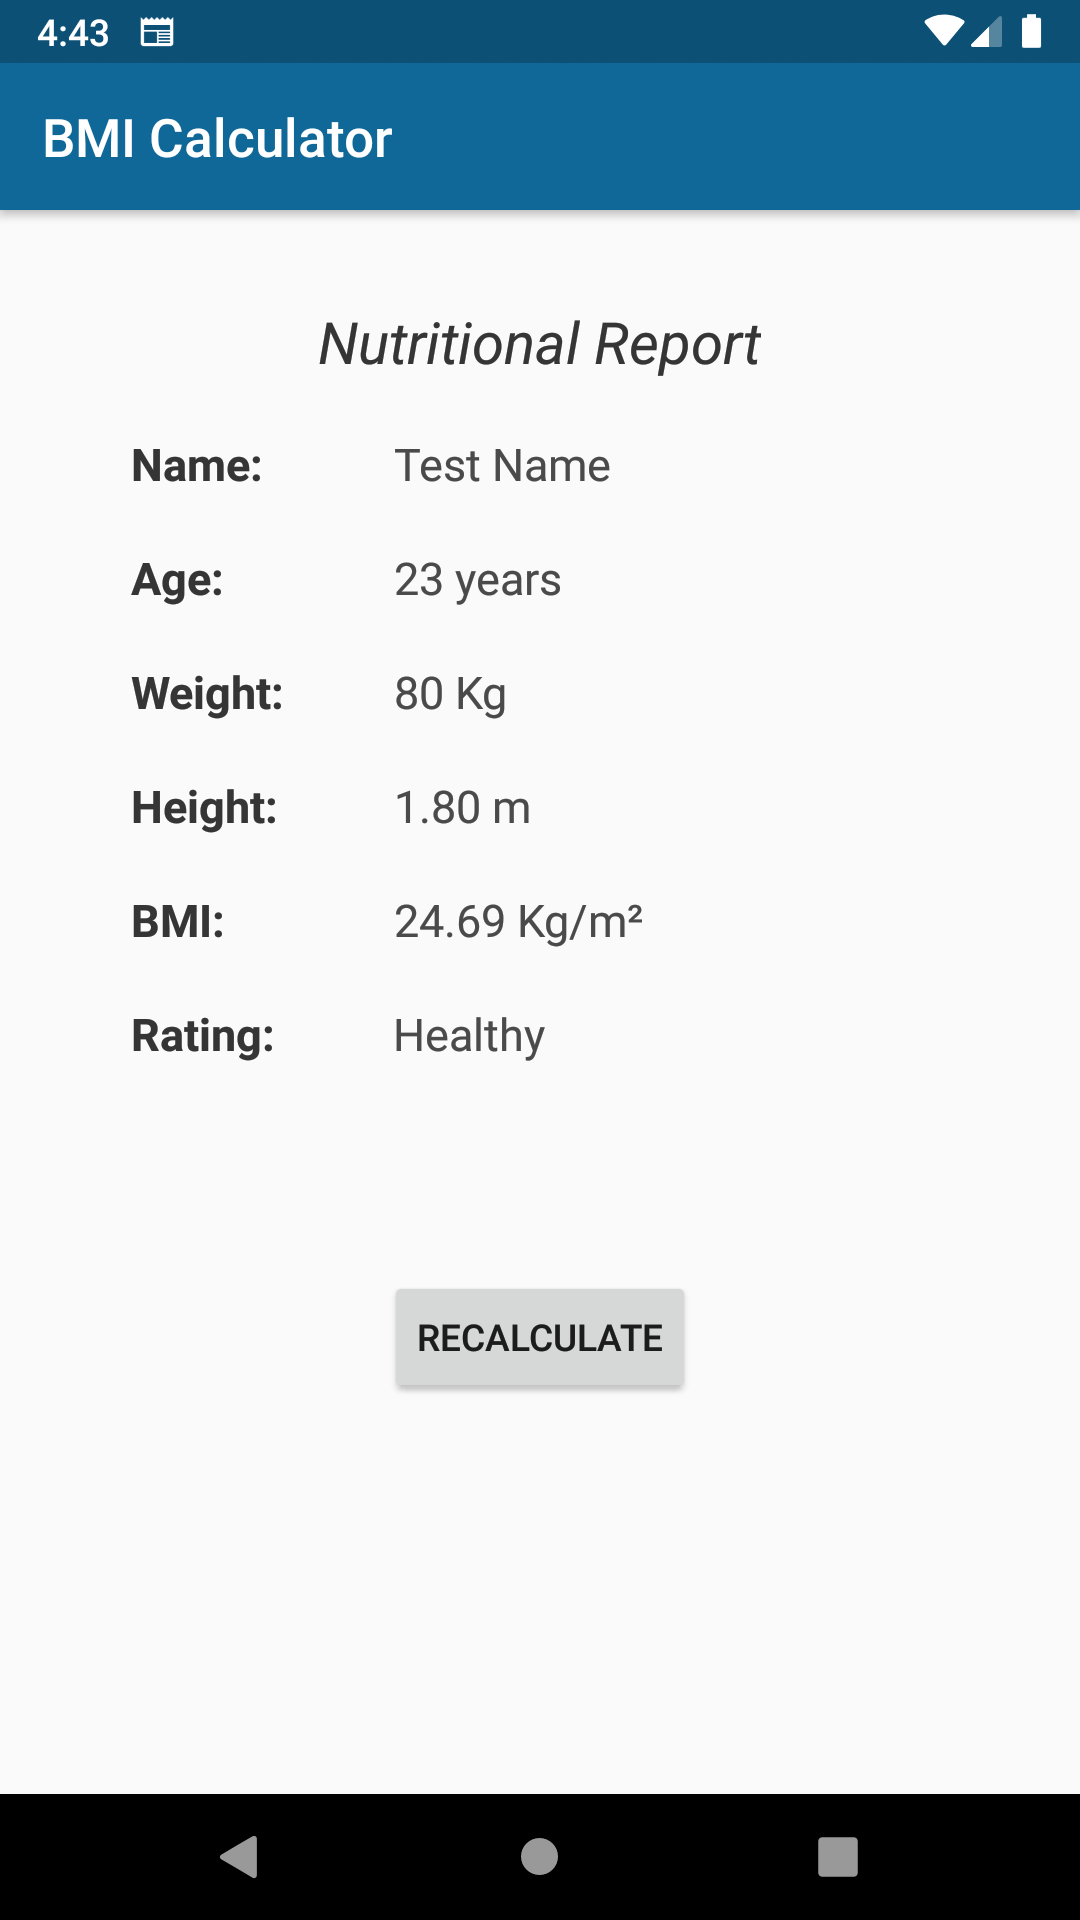 4:43
BMI Calculator
Nutritional Report
Name: Test Name
Age: 23 years
Weight: 80 Kg
Height: 1.80 m
BMI: 24.69 Kg/m²
Rating: Healthy
RECALCULATE